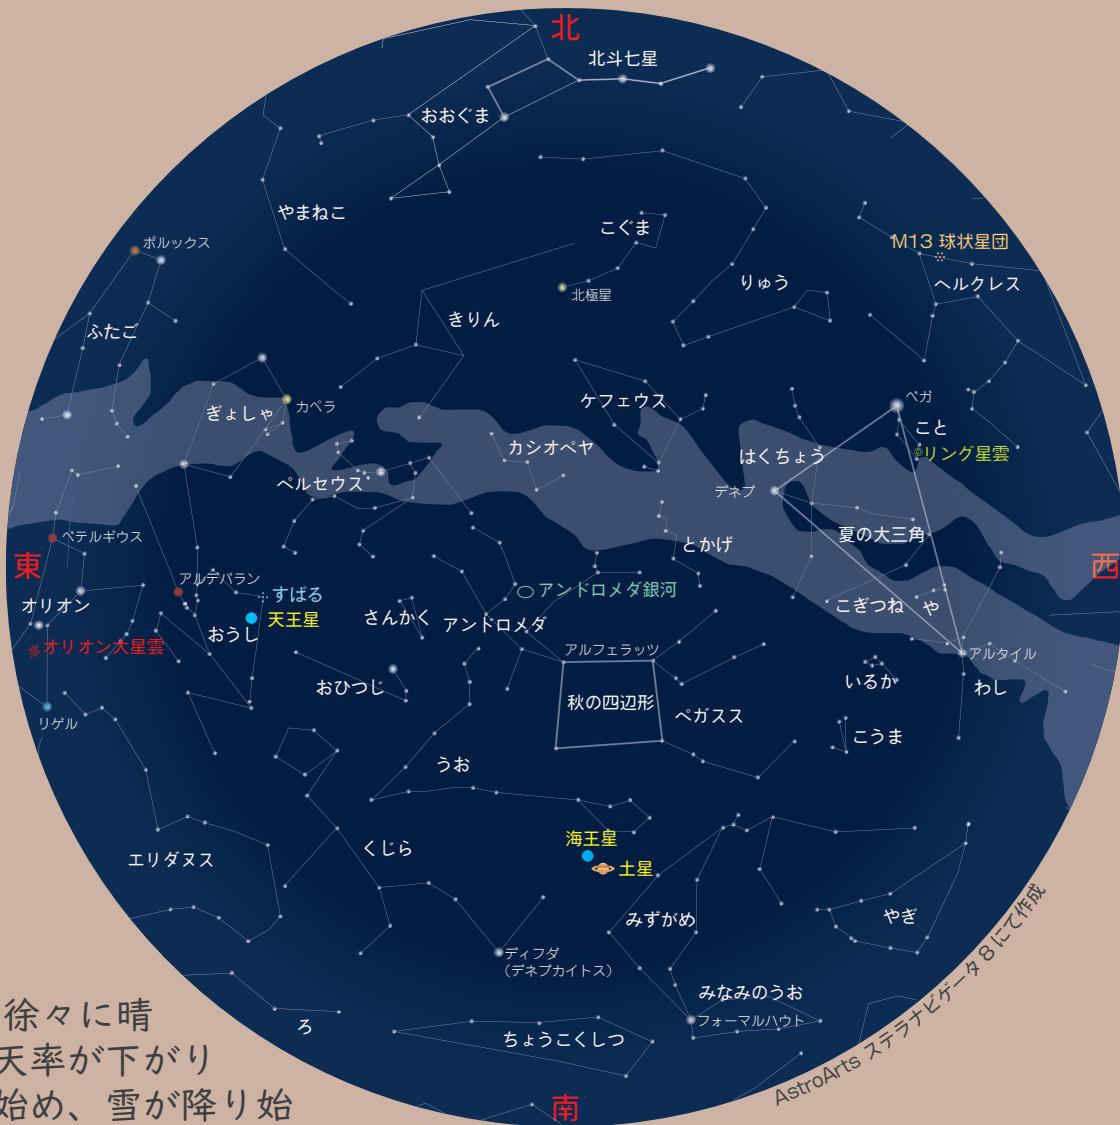 北
北斗七星
おおぐま
やまねこ
こぐま
ポルックス
M13 球状星団
りゅう
ヘルクレス
北極星
ふたご
きりん
カペラ
ぎょしゃ
ケフェウス
ベガ
こと
カシオペヤ
はくちょう
リング星雲
ペルセウス
デネブ
ベテルギウス
夏の大三角
とかげ
東
西
アルデバラン
すばる
アンドロメダ銀河
オリオン
天王星
さんかく
アンドロメダ
こぎつね
や
おうし
オリオン大星雲
アルフェラッツ
アルタイル
おひつじ
秋の四辺形
ペガスス
いるか
わし
リゲル
こうま
うお
海王星
土星
くじら
エリダヌス
みずがめ
やぎ
ディフダ
(デネブカイトス)
みなみのうお
フォーマルハウト
ろ
ちょうこくしつ
南
徐々に晴
天率が下がり
始め、雪が降り始
AstroArts ステラナビゲータ8にて作成